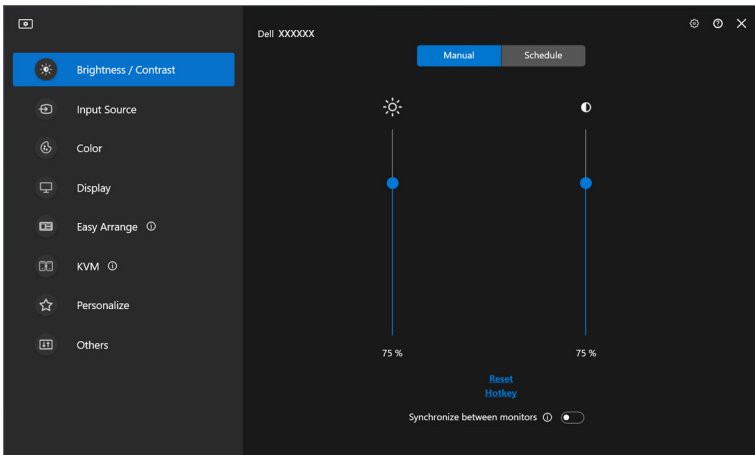 Dell XXXXXX
Manual
Schedule
Brightness / Contrast
Input Source
Color
Display
Easy Arrange
KVM
Personalize
Others
75 %
75 %
Reset
Hotkey
Synchronize between monitors